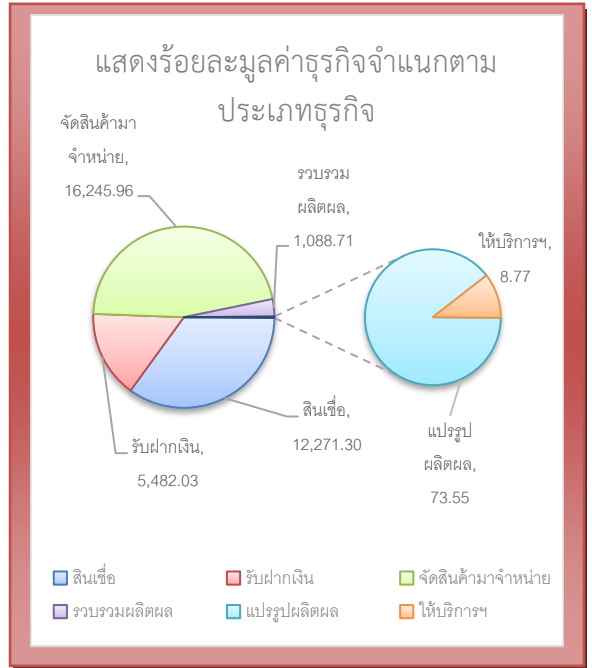 แสดงร้อยละมูลค่าธุรกิจจำแนกตาม
ประเภทธุรกิจ
จัดสินค้ามา
จำหน่าย,
16,245.96
รวบรวม
ผลิตผล,
1,088.71
ให้บริการฯ,
8.77
สินเชื่อ,
12,271.30
รับฝากเงิน,
5,482.03
แปรรูป
ผลิตผล,
73.55
สินเชื่อ
รับฝากเงิน
จัดสินค้ามาจำหน่าย
รวบรวมผลิตผล
แปรรูปผลิตผล
ให้บริการฯ